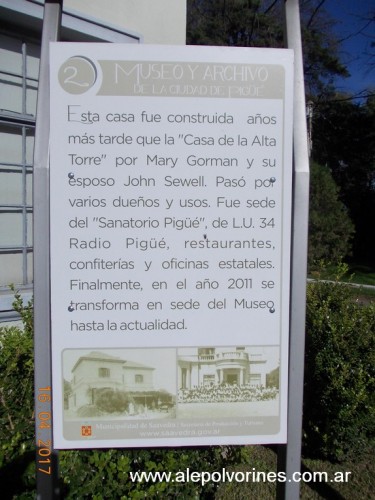 2 MUSEO Y ARCHIVO
DE LA CIUDAD DE PIGÜÉ
Esta casa fue construida años
más tarde que la "Casa de la Alta
Torre" por Mary Gorman y su
esposo John Sewell. Pasó por
varios dueños y usos. Fue sede
del "Sanatorio Pigüé", de L.U. 34
Radio Pigüé, restaurantes,
confiterías y oficinas estatales.
Finalmente, en el año 2011 se
transforma en sede del Museo
hasta la actualidad.
Municipalidad de Saavedra
www.alepolvorines.com.ar